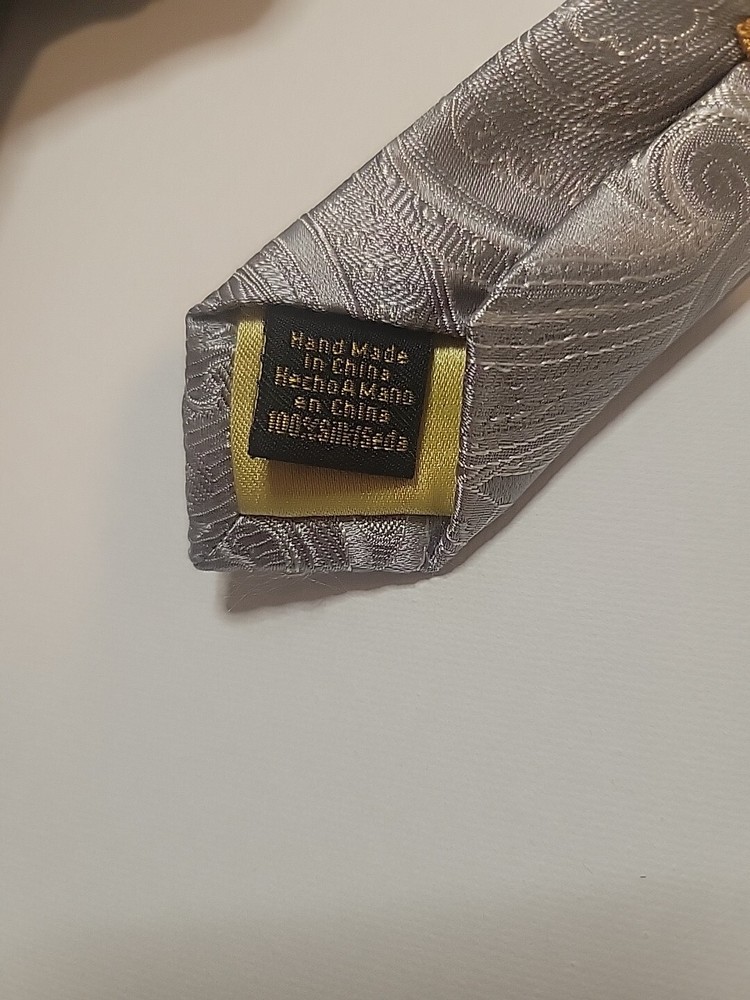 Hand Made
In China
Hecho A Mano
en China
100%Silk/Seda